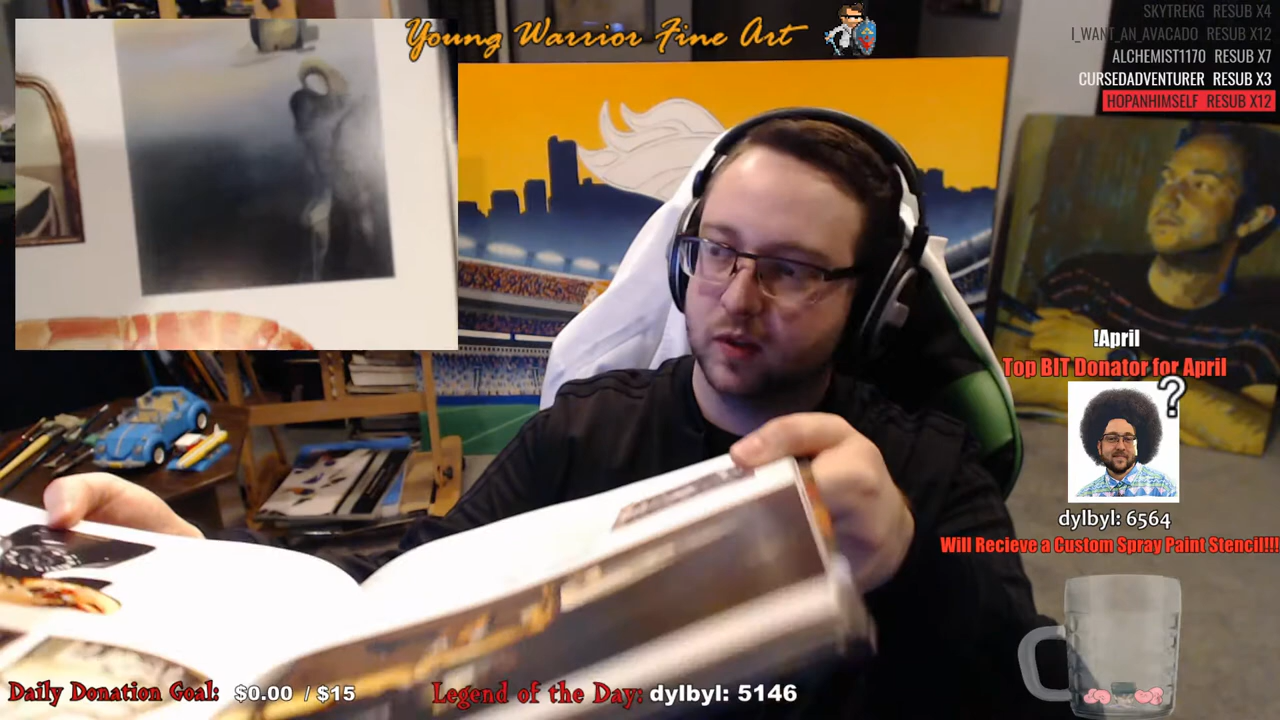 Young Warrior Fine Art
SKYTREKG RESUB X4
I_WANT_AN_AVACADO RESUB X12
ALCHEMIST1170 RESUB X7
CURSEDADVENTURER RESUB X3
HOPANHIMSELF RESUB X12
!April
Top BIT Donator for April
?
dylbyl: 6564
Will Recieve a Custom Spray Paint Stencil!!!
Daily Donation Goal: $0.00 / $15
Legend of the Day: dylbyl: 5146